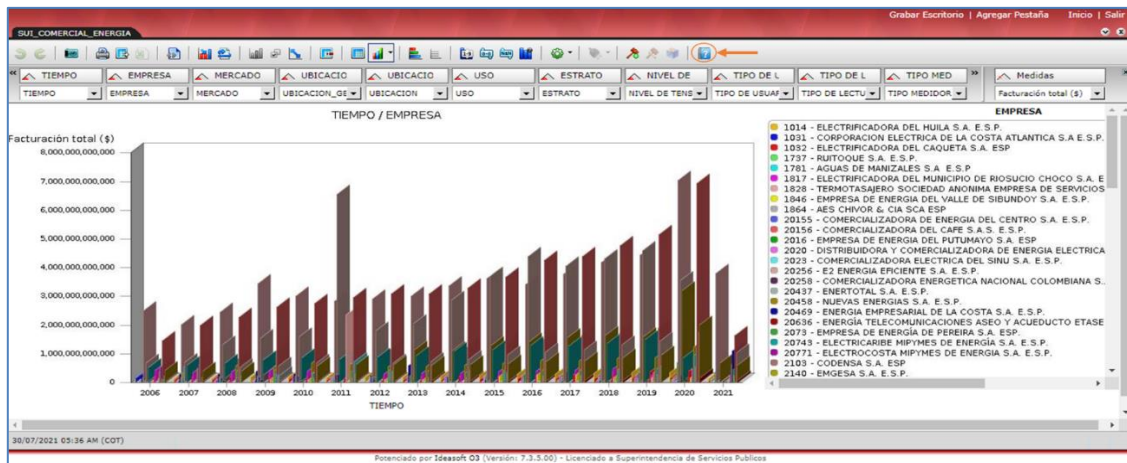 Grabar Escritorio | Agregar Pestaña Inicio | Salir
SUI_COMERCIAL_ENERGIA
TIEMPO EMPRESA MERCADO UBICACIO UBICACIO USO ESTRATO NIVEL DE TIPO DE L TIPO DE L TIPO MED Medidas
TIEMPO EMPRESA MERCADO UBICACION_GE UBICACION USO ESTRATO NIVEL DE TENS TIPO DE USUAF TIPO DE LECTU TIPO MEDIDOR Facturación total ($)
TIEMPO / EMPRESA
Facturación total ($)
8,000,000,000,000
7,000,000,000,000
6,000,000,000,000
5,000,000,000,000
4,000,000,000,000
3,000,000,000,000
2,000,000,000,000
1,000,000,000,000
0
2006 2007 2008 2009 2010 2011 2012 2013 2014 2015 2016 2017 2018 2019 2020 2021
TIEMPO
EMPRESA
1014 - ELECTRIFICADORA DEL HUILA S.A. E.S.P.
1031 - CORPORACION ELECTRICA DE LA COSTA ATLANTICA S.A E.S.P.
1032 - ELECTRIFICADORA DEL CAQUETA S.A. ESP
1737 - RUITOQUE S.A. E.S.P.
1781 - AGUAS DE MANIZALES S.A E.S.P
1817 - ELECTRIFICADORA DEL MUNICIPIO DE RIOSUCIO CHOCO S.A. E
1828 - TERMOTASAJERO SOCIEDAD ANONIMA EMPRESA DE SERVICIOS
1846 - EMPRESA DE ENERGIA DEL VALLE DE SIBUNDOY S.A. E.S.P.
1864 - AES CHIVOR & CIA SCA ESP
20155 - COMERCIALIZADORA DE ENERGIA DEL CENTRO S.A. E.S.P.
20156 - COMERCIALIZADORA DEL CAFE S.A.S. E.S.P.
2016 - EMPRESA DE ENERGIA DEL PUTUMAYO S.A. ESP
2020 - DISTRIBUIDORA Y COMERCIALIZADORA DE ENERGIA ELECTRICA
2023 - COMERCIALIZADORA ELECTRICA DEL SINU S.A. E.S.P.
20256 - E2 ENERGIA EFICIENTE S.A. E.S.P.
20258 - COMERCIALIZADORA ENERGETICA NACIONAL COLOMBIANA S..
20437 - ENERTOTAL S.A. E.S.P.
20458 - NUEVAS ENERGIAS S.A. E.S.P.
20469 - ENERGIA EMPRESARIAL DE LA COSTA S.A. E.S.P.
20636 - ENERGÍA TELECOMUNICACIONES ASEO Y ACUEDUCTO ETASE
2073 - EMPRESA DE ENERGÍA DE PEREIRA S.A. ESP.
20743 - ELECTRICARIBE MIPYMES DE ENERGÍA S.A. E.S.P.
20771 - ELECTROCOSTA MIPYMES DE ENERGIA S.A. E.S.P.
2103 - CODENSA S.A. ESP
2140 - EMGESA S.A. E.S.P.
30/07/2021 05:36 AM (COT)
Potenciado por Ideasoft O3 (Versión: 7.3.5.00) - Licenciado a Superintendencia de Servicios Publicos